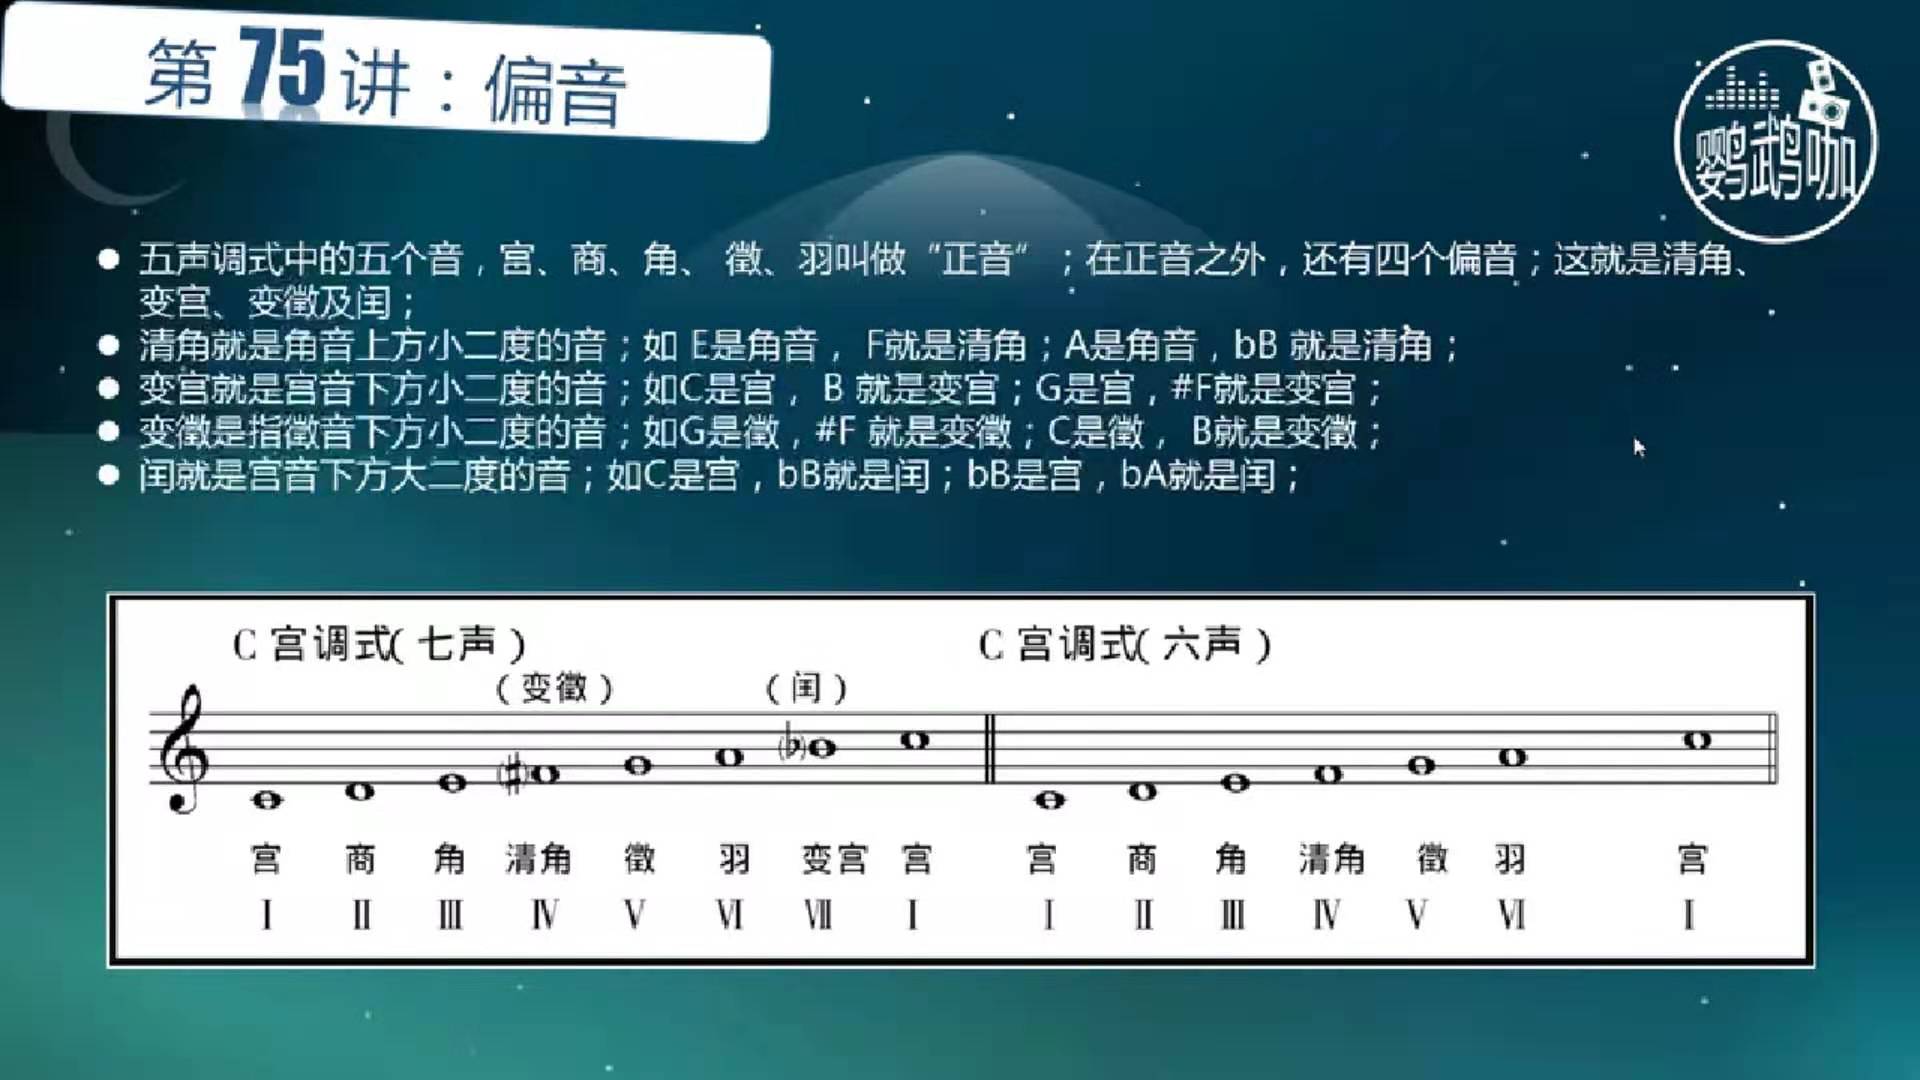 第75讲：偏音
鹦鹉咖
● 五声调式中的五个音，宫、商、角、徵、羽叫做“正音”；在正音之外，还有四个偏音；这就是清角、
变宫、变徵及闰；
● 清角就是角音上方小二度的音；如 E是角音， F就是清角；A是角音，bB 就是清角；
● 变宫就是宫音下方小二度的音；如C是宫， B 就是变宫；G是宫，#F就是变宫；
● 变徵是指徵音下方小二度的音；如G是徵，#F 就是变徵；C是徵， B就是变徵；
● 闰就是宫音下方大二度的音；如C是宫，bB就是闰；bB是宫，bA就是闰；
C 宫调式(七声) C 宫调式(六声)
(变徵) (闰)
宫 商 角 清角 徵 羽 变宫 宫 宫 商 角 清角 徵 羽 宫
Ⅰ Ⅱ Ⅲ Ⅳ Ⅴ Ⅵ Ⅶ Ⅰ Ⅰ Ⅱ Ⅲ Ⅳ Ⅴ Ⅵ Ⅰ